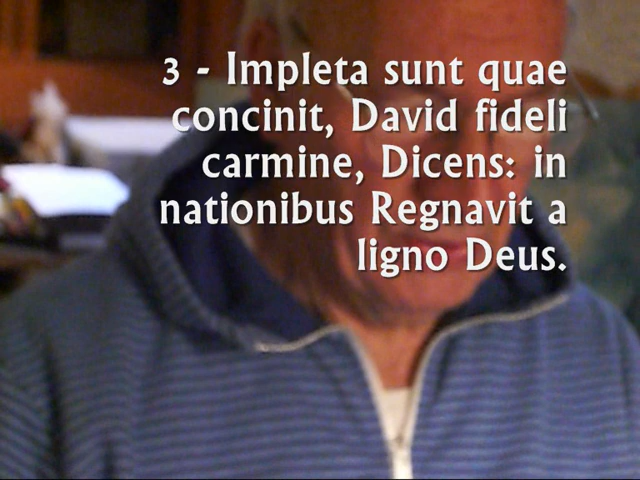 3 - Impleta sunt quae
concinit, David fideli
carmine, Dicens: in
nationibus Regnavit a
ligno Deus.